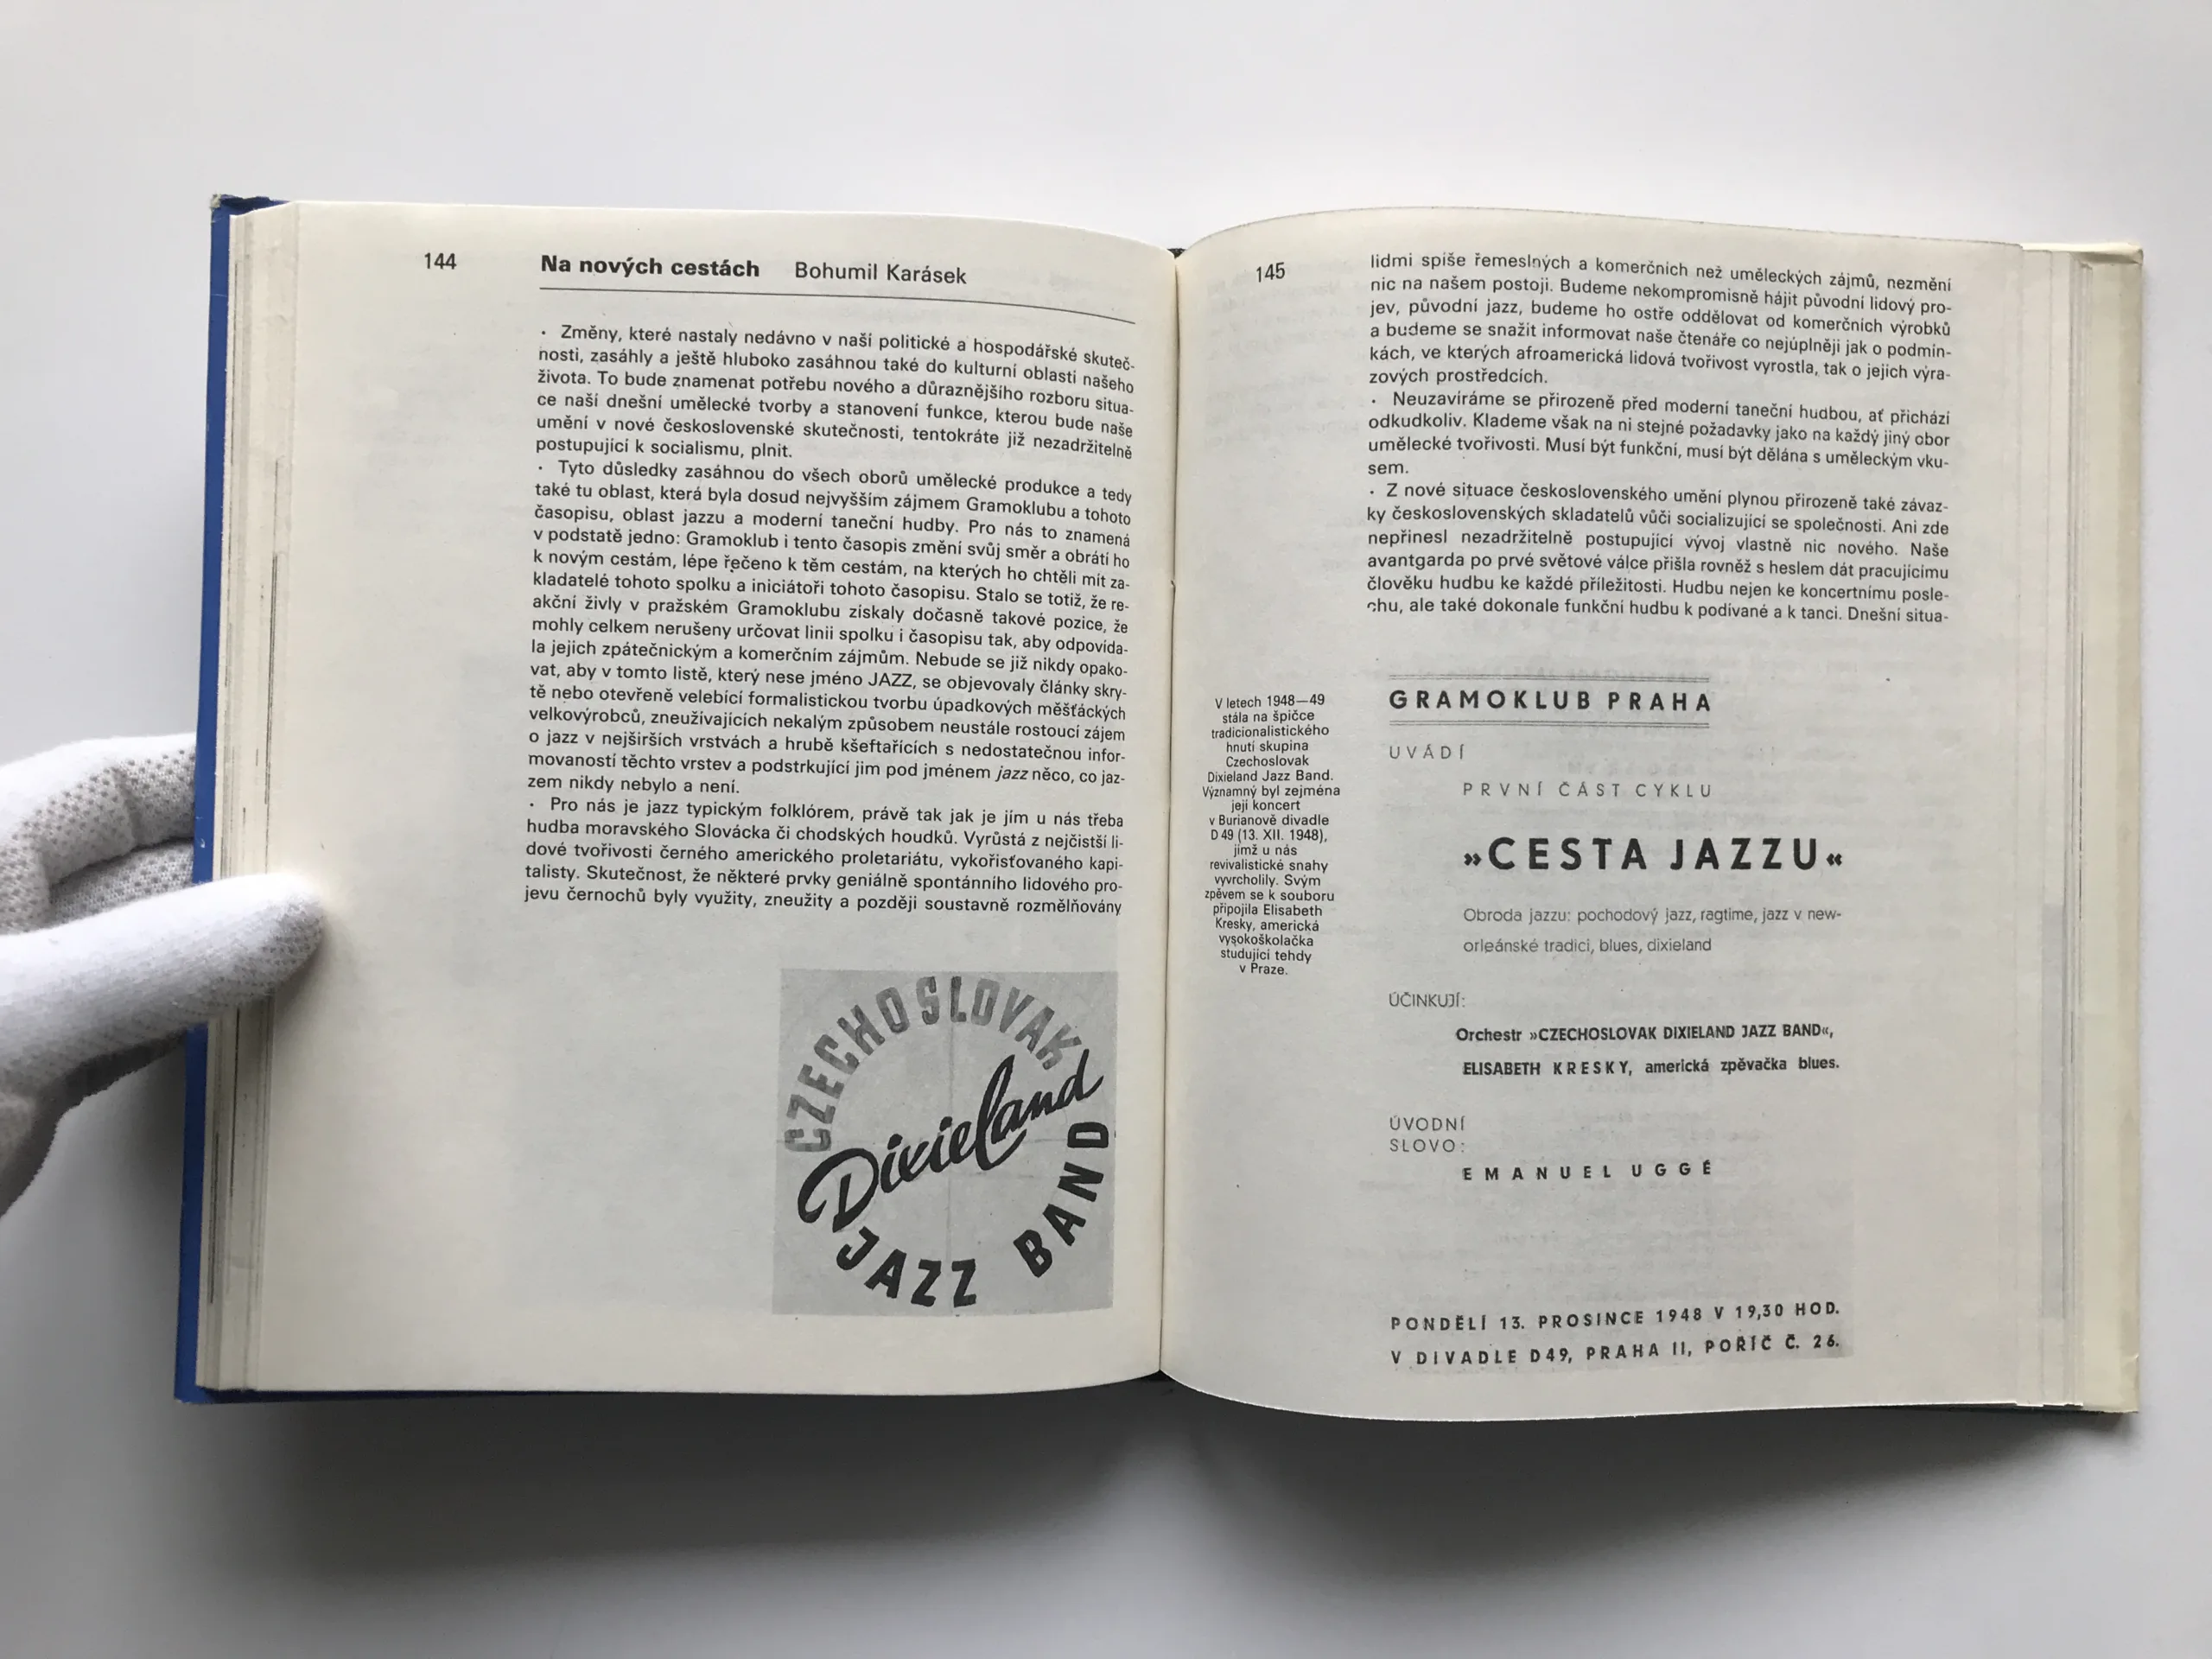 144
Na nových cestách Bohumil Karásek
· Změny, které nastaly nedávno v naší politické a hospodářské skuteč-
nosti, zasáhly a ještě hluboko zasáhnou také do kulturní oblasti našeho
života. To bude znamenat potřebu nového a důraznějšího rozboru situa-
ce naší dnešní umělecké tvorby a stanovení funkce, kterou bude naše
umění v nové československé skutečnosti, tentokráte již nezadržitelně
postupující k socialismu, plnit.
· Tyto důsledky zasáhnou do všech oborů umělecké produkce a tedy
také tu oblast, která byla dosud nejvyšším zájmem Gramoklubu a tohoto
časopisu, oblast jazzu a moderní taneční hudby. Pro nás to znamená
v podstatě jedno: Gramoklub i tento časopis změní svůj směr a obrátí ho
k novým cestám, lépe řečeno k těm cestám, na kterých ho chtěli mít za-
kladatelé tohoto spolku a iniciátoři tohoto časopisu. Stalo se totiž, že re-
akční živly v pražském Gramoklubu získaly dočasně takové pozice, že
mohly celkem nerušeny určovat linii spolku i časopisu tak, aby odpovída-
la jejich zpátečnickým a komerčním zájmům. Nebude se již nikdy opako-
vat, aby v tomto listě, který nese jméno JAZZ, se objevovaly články skry-
tě nebo otevřeně velebící formalistickou tvorbu úpadkových měšťáckých
velkovýrobců, zneužívajících nekalým způsobem neustále rostoucí zájem
o jazz v nejširších vrstvách a hrubě kšeftařících s nedostatečnou infor-
movaností těchto vrstev a podstrkující jim pod jménem jazz něco, co jaz-
zem nikdy nebylo a není.
· Pro nás je jazz typickým folklórem, právě tak jak je jím u nás třeba
hudba moravského Slovácka či chodských houdků. Vyrůstá z nejčistší li-
dové tvořivosti černého amerického proletariátu, vykořisťovaného kapi-
talisty. Skutečnost, že některé prvky geniálně spontánního lidového pro-
jevu černochů byly využity, zneužity a později soustavně rozmělňovány
CZECHOSLOVAK
Dixieland
JAZZ BAND
145
lidmi spíše řemeslných a komerčních než uměleckých zájmů, nezmění
nic na našem postoji. Budeme nekompromisně hájit původní lidový pro-
jev, původní jazz, budeme ho ostře oddělovat od komerčních výrobků
a budeme se snažit informovat naše čtenáře co nejúplněji jak o podmín-
kách, ve kterých afroamerická lidová tvořivost vyrostla, tak o jejich výra-
zových prostředcích.
· Neuzavíráme se přirozeně před moderní taneční hudbou, ať přichází
odkudkoliv. Klademe však na ni stejné požadavky jako na každý jiný obor
umělecké tvořivosti. Musí být funkční, musí být dělána s uměleckým vku-
sem.
· Z nové situace československého umění plynou přirozeně také závaz-
ky československých skladatelů vůči socializující se společnosti. Ani zde
nepřinesl nezadržitelně postupující vývoj vlastně nic nového. Naše
avantgarda po prvé světové válce přišla rovněž s heslem dát pracujícímu
člověku hudbu ke každé příležitosti. Hudbu nejen ke koncertnímu posle-
chu, ale také dokonale funkční hudbu k podívané a k tanci. Dnešní situa-
V letech 1948—49
stála na špičce
tradicionalistického
hnutí skupina
Czechoslovak
Dixieland Jazz Band.
Významný byl zejména
její koncert
v Burianově divadle
D 49 (13. XII. 1948),
jímž u nás
revivalistické snahy
vyvrcholily. Svým
zpěvem se k souboru
připojila Elisabeth
Kresky, americká
vysokoškolačka
studující tehdy
v Praze.
GRAMOKLUB PRAHA
UVÁDÍ
PRVNÍ ČÁST CYKLU
»CESTA JAZZU«
Obroda jazzu: pochodový jazz, ragtime, jazz v new-
orleánské tradici, blues, dixieland
ÚČINKUJÍ:
Orchestr »CZECHOSLOVAK DIXIELAND JAZZ BAND«,
ELISABETH KRESKY, americká zpěvačka blues.
ÚVODNÍ
SLOVO:
EMANUEL UGGÉ
PONDĚLÍ 13. PROSINCE 1948 V 19,30 HOD.
V DIVADLE D49, PRAHA II, POŘÍČ Č. 26.